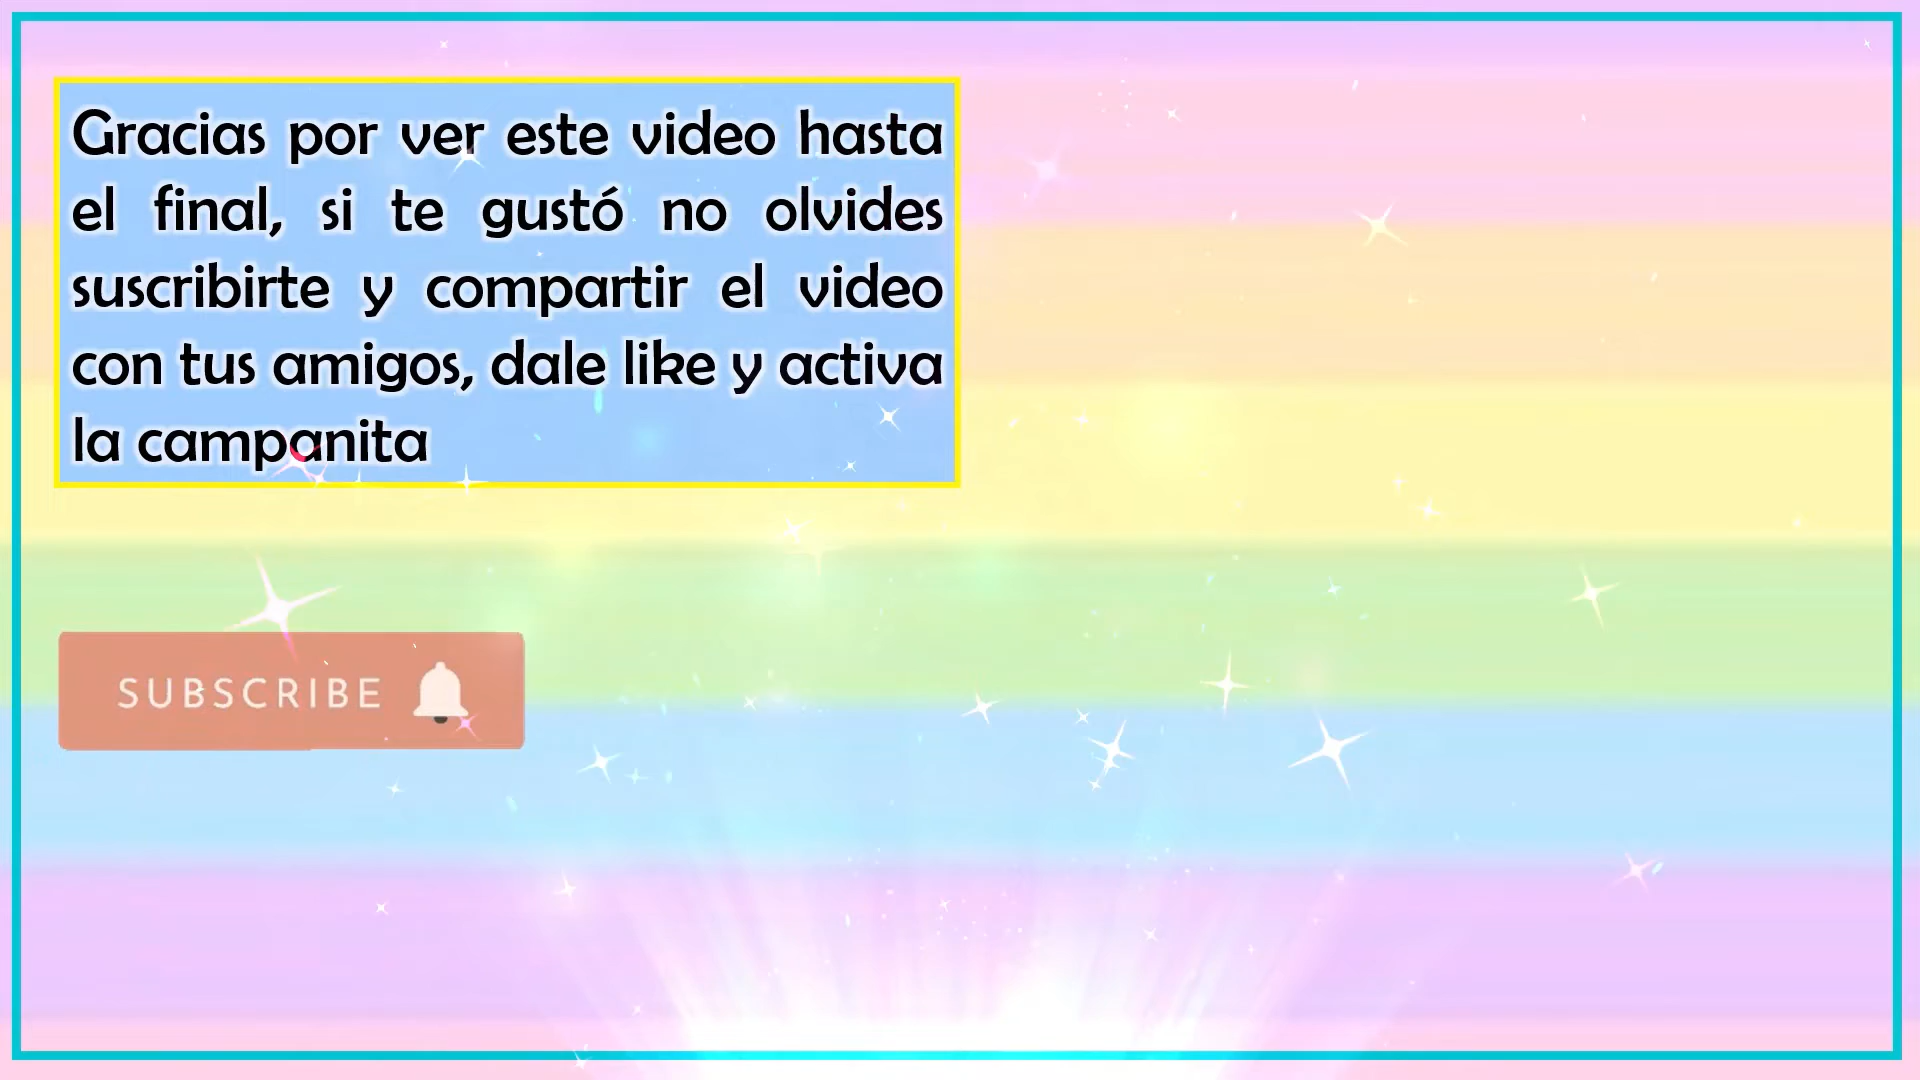 Gracias por ver este video hasta
el final, si te gustó no olvides
suscribirte y compartir el video
con tus amigos, dale like y activa
la campanita
SUBSCRIBE